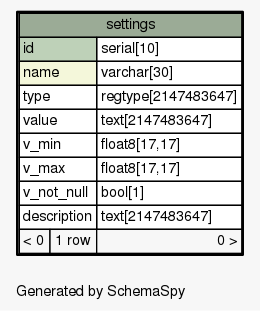 settings
id serial[10]
name varchar[30]
type regtype[2147483647]
value text[2147483647]
v_min float8[17,17]
v_max float8[17,17]
v_not_null bool[1]
description text[2147483647]
< 0 1 row 0 >
Generated by SchemaSpy